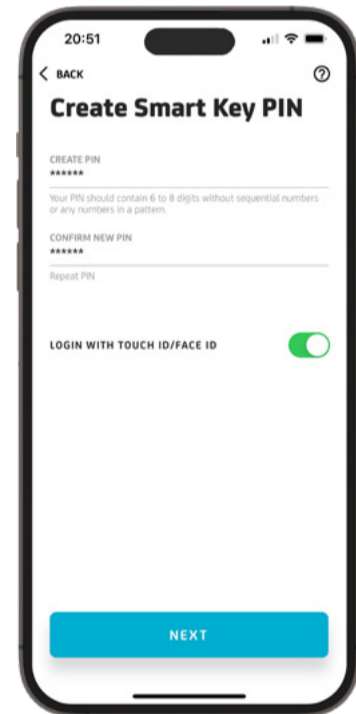 20:51
BACK
Create Smart Key PIN
CREATE PIN
******
Your PIN should contain 6 to 8 digits without sequential numbers
or any numbers in a pattern.
CONFIRM NEW PIN
******
Repeat PIN
LOGIN WITH TOUCH ID/FACE ID
NEXT